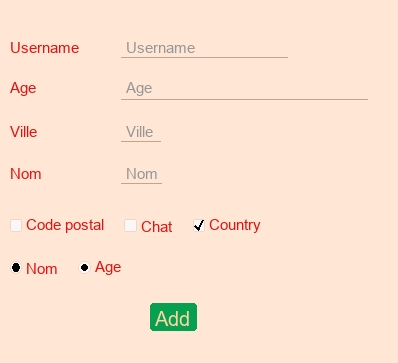 Username Username
Age Age
Ville Ville
Nom Nom
Code postal Chat Country
Nom Age
Add